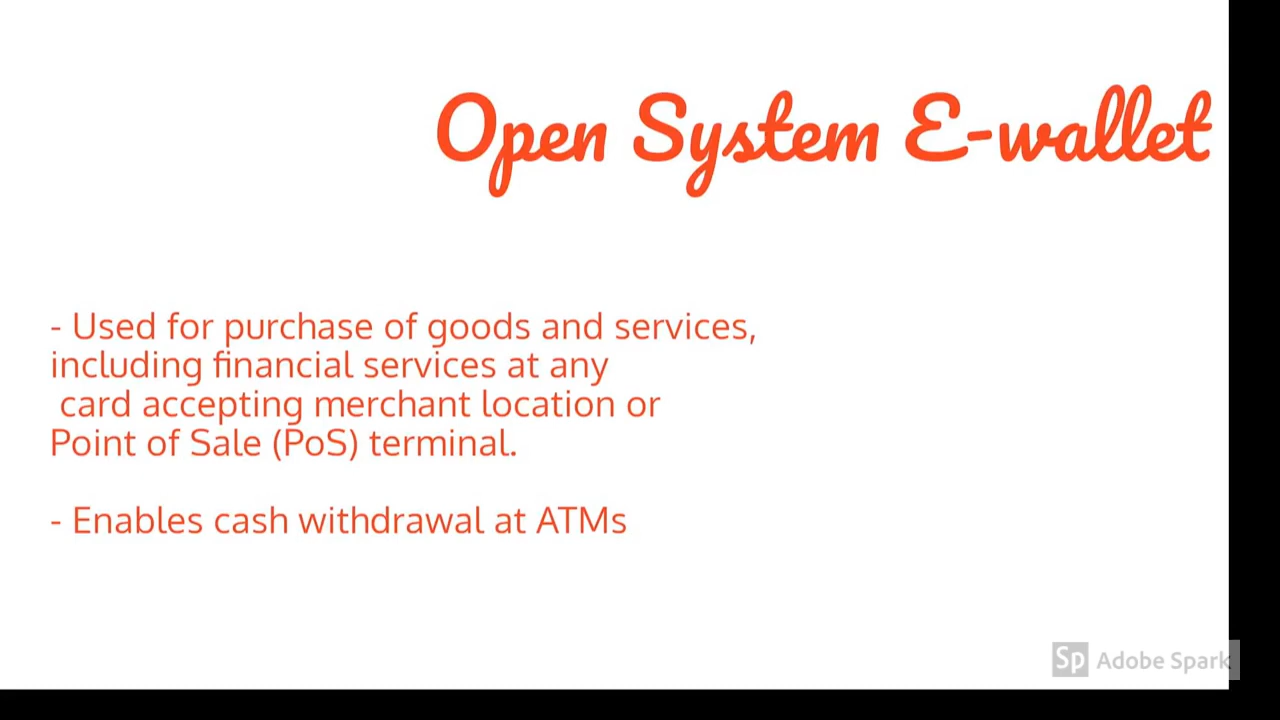 Open System E-wallet
- Used for purchase of goods and services,
including financial services at any
card accepting merchant location or
Point of Sale (PoS) terminal.
- Enables cash withdrawal at ATMs
Sp Adobe Spark